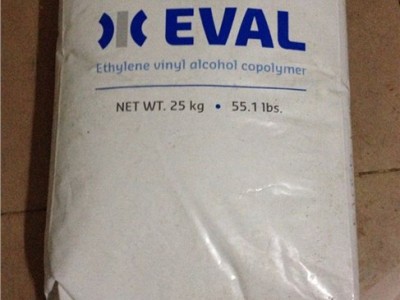 EVAL
Ethylene vinyl alcohol copolymer
NET WT. 25 kg • 55.1 lbs.